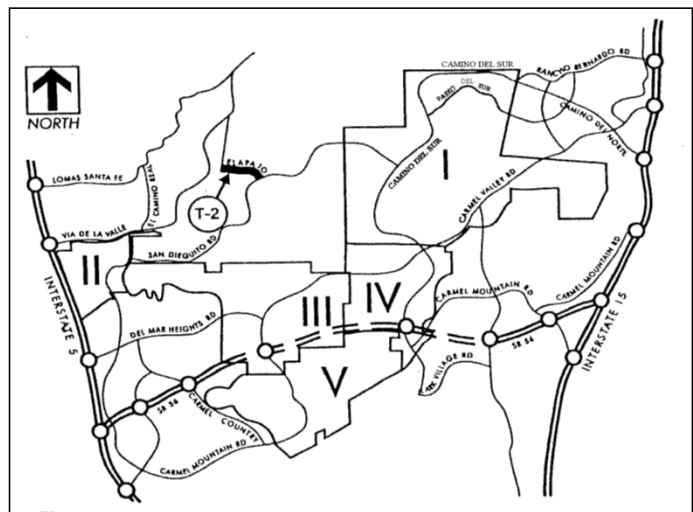 CAMINO DEL SUR
RANCHO BERNARDO RD
PASEO DEL SUR
CAMINO DEL NORTE
NORTH
EL APAJO
CAMINO DEL SUR
I
LOMAS SANTA FE
EL CAMINO REAL
CARMEL VALLEY RD
T-2
VIA DE LA VALLE
SAN DIEQUITO RD
II
CARMEL MOUNTAIN RD
INTERSTATE 5
III
IV
CARMEL MOUNTAIN RD
DEL MAR HEIGHTS RD
SR 56
INTERSTATE 15
V
VILLAGE RD
SR 56
CARMEL COUNTRY
CARMEL MOUNTAIN RD